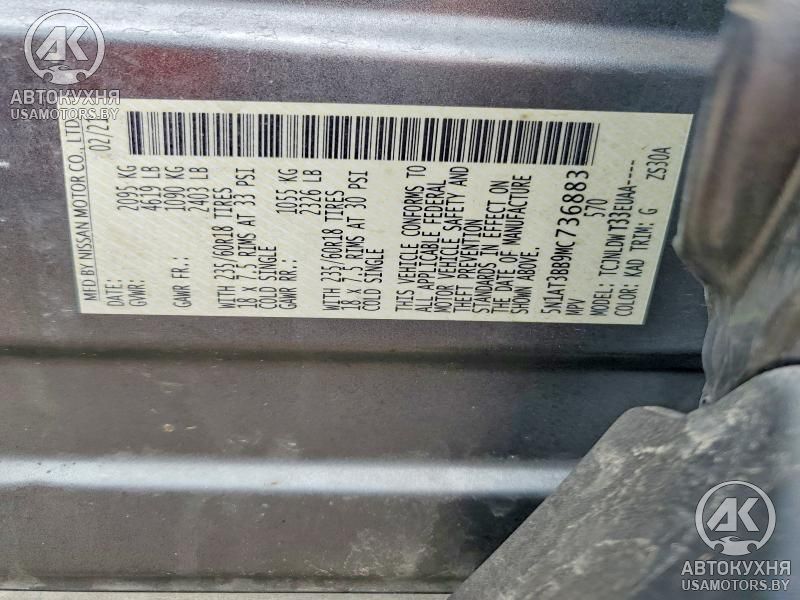 MFD BY NISSAN MOTOR CO., LTD.
DATE: 02/21
GVWR: 2095 KG
4619 LB
GAWR FR.: 1090 KG
2403 LB
WITH 235/60R18 TIRES
18 x 7.5 RIMS AT 33 PSI
COLD SINGLE
1055 KG
2326 LB
WITH 235/60R18 TIRES
18 x 7.5 RIMS AT 30 PSI
COLD SINGLE
THIS VEHICLE CONFORMS TO
ALL APPLICABLE FEDERAL
MOTOR VEHICLE SAFETY AND
THEFT PREVENTION
STANDARDS IN EFFECT ON
THE DATE OF MANUFACTURE
SHOWN ABOVE.
5N1AT3BB9MC736883
MPV 570
MODEL: TCJNLDWT33EUAA----
COLOR: KAD TRIM: G ZS30A
АК
АВТОКУХНЯ
USAMOTORS.BY
АК
АВТОКУХНЯ
USAMOTORS.BY